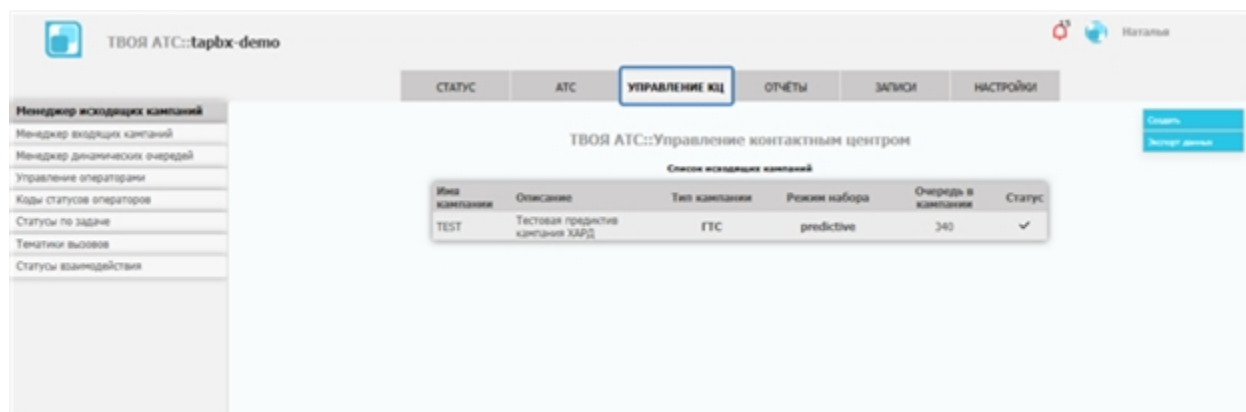 ТВОЯ АТС::tapbx-demo
15
Наталья
СТАТУС АТС УПРАВЛЕНИЕ КЦ ОТЧЁТЫ ЗАПИСИ НАСТРОЙКИ
Менеджер исходящих кампаний
Менеджер входящих кампаний
Менеджер динамических очередей
Управление операторами
Коды статусов операторов
Статусы по задаче
Тематики вызовов
Статусы взаимодействия
Создать
Экспорт данных
ТВОЯ АТС::Управление контактным центром
Список исходящих кампаний
Имя кампании Описание Тип кампании Режим набора Очередь в кампании Статус
TEST Тестовая предиктив кампания ХАРД ГТС predictive 340